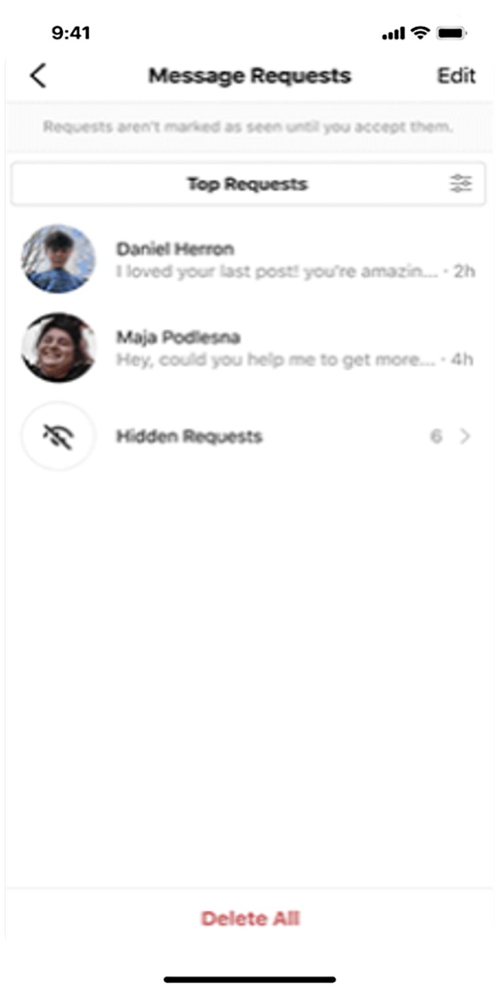 9:41
Message Requests
Edit
Requests aren't marked as seen until you accept them.
Top Requests
Daniel Herron
I loved your last post! you're amazin... · 2h
Maja Podlesna
Hey, could you help me to get more... · 4h
Hidden Requests
6
Delete All